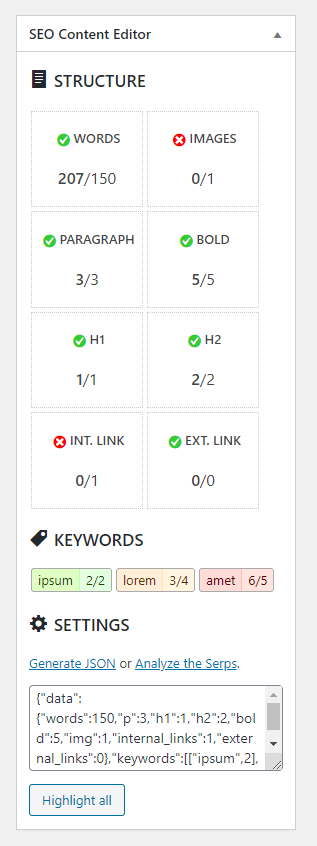 SEO Content Editor
STRUCTURE
WORDS IMAGES
207/150 0/1
PARAGRAPH BOLD
3/3 5/5
H1 H2
1/1 2/2
INT. LINK EXT. LINK
0/1 0/0
KEYWORDS
ipsum 2/2 lorem 3/4 amet 6/5
SETTINGS
Generate JSON or Analyze the Serps.
{"data":
{"words":150,"p":3,"h1":1,"h2":2,"bol
d":5,"img":1,"internal_links":1,"exter
nal_links":0},"keywords":[["ipsum",2],
Highlight all